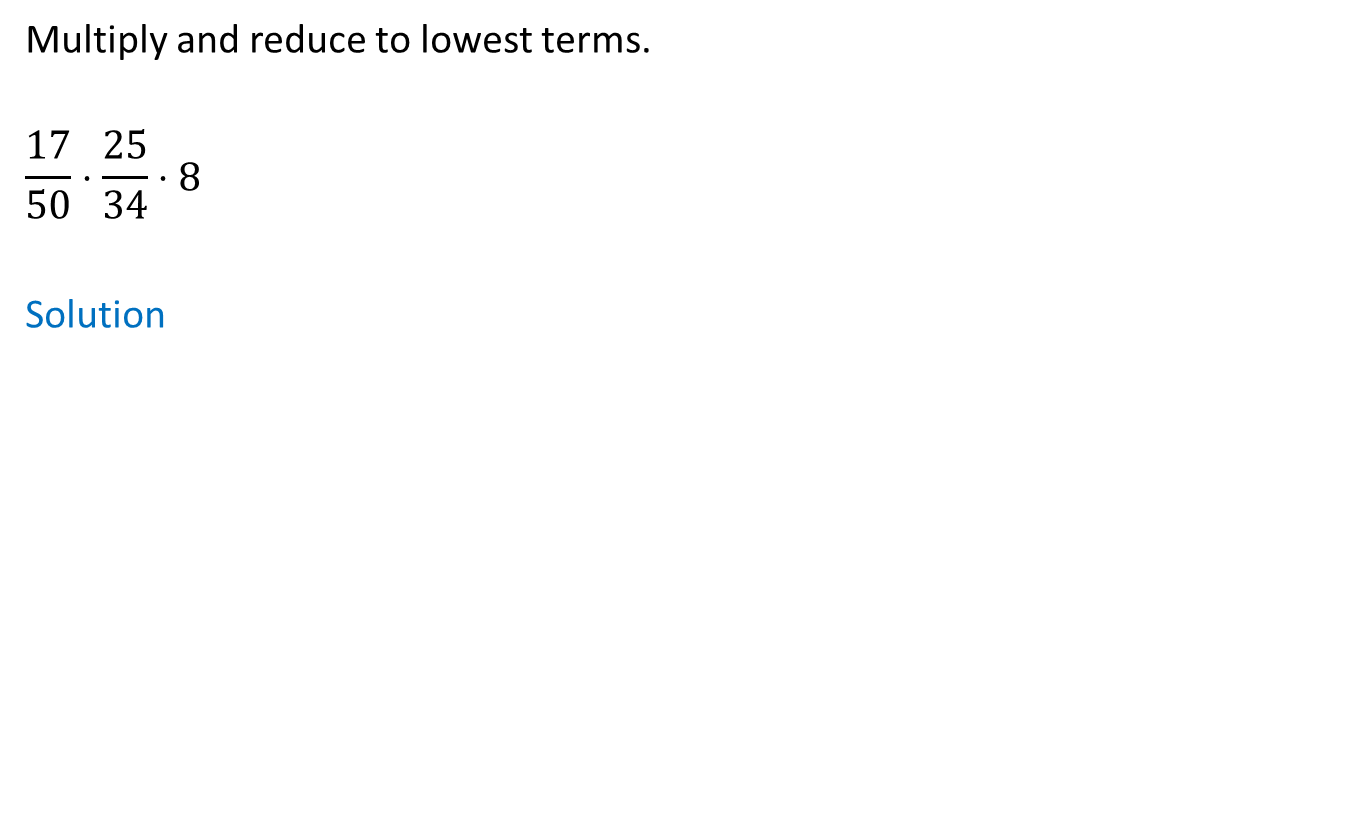 Multiply and reduce to lowest terms.
17/50 · 25/34 · 8
Solution